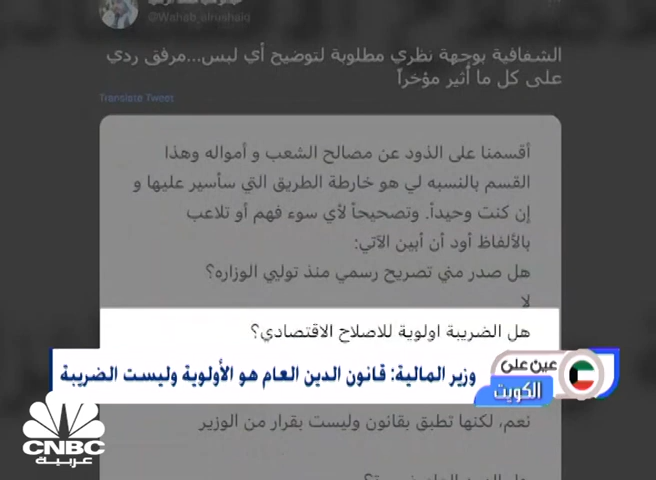 @Wahab_elrushaiq
الشفافية بوجهة نظري مطلوبة لتوضيح أي لبس...مرفق ردي
على كل ما أثير مؤخراً
Translate Tweet
أقسمنا على الذود عن مصالح الشعب و أمواله وهذا
القسم بالنسبه لي هو خارطة الطريق التي سأسير عليها و
إن كنت وحيداً. وتصحيحاً لأي سوء فهم أو تلاعب
بالألفاظ أود أن أبين الآتي:
هل صدر مني تصريح رسمي منذ توليي الوزاره؟
لا
هل الضريبة اولوية للاصلاح الاقتصادي؟
عين على
الكويت
وزير المالية: قانون الدين العام هو الأولوية وليست الضريبة
نعم، لكنها تطبق بقانون وليست بقرار من الوزير
CNBC
عربية